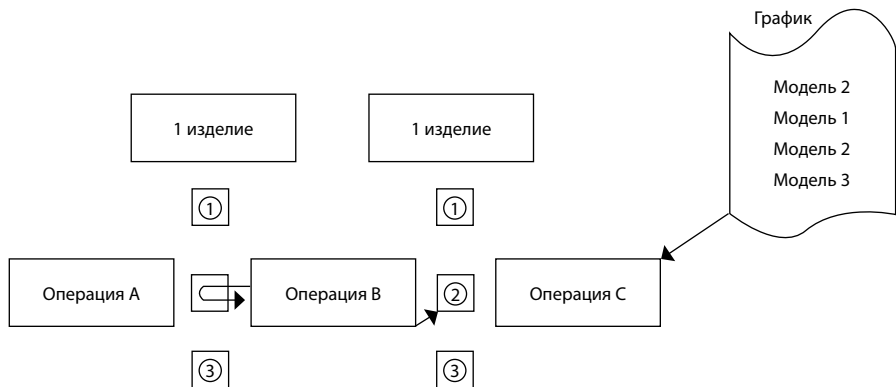 График
Модель 2
Модель 1
Модель 2
Модель 3
1 изделие
1 изделие
1
1
Операция А
Операция В
2
Операция С
3
3